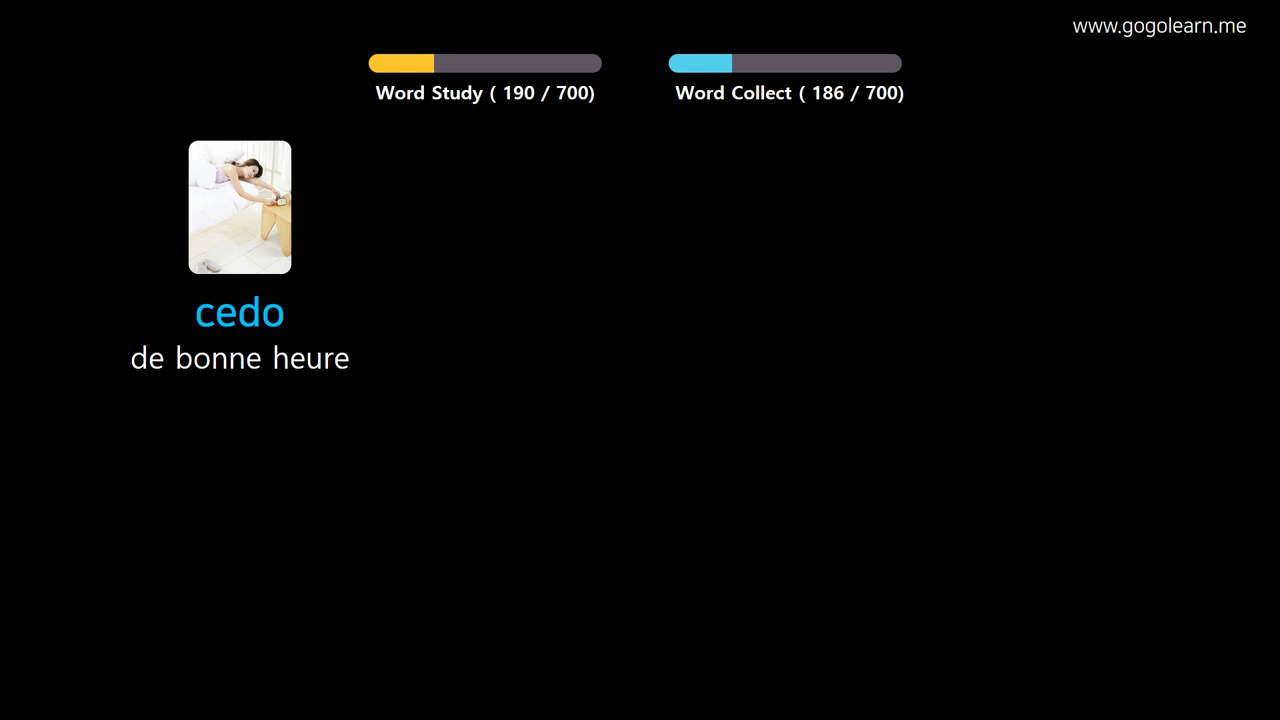 www.gogolearn.me
Word Study ( 190 / 700)
Word Collect ( 186 / 700)
cedo
de bonne heure